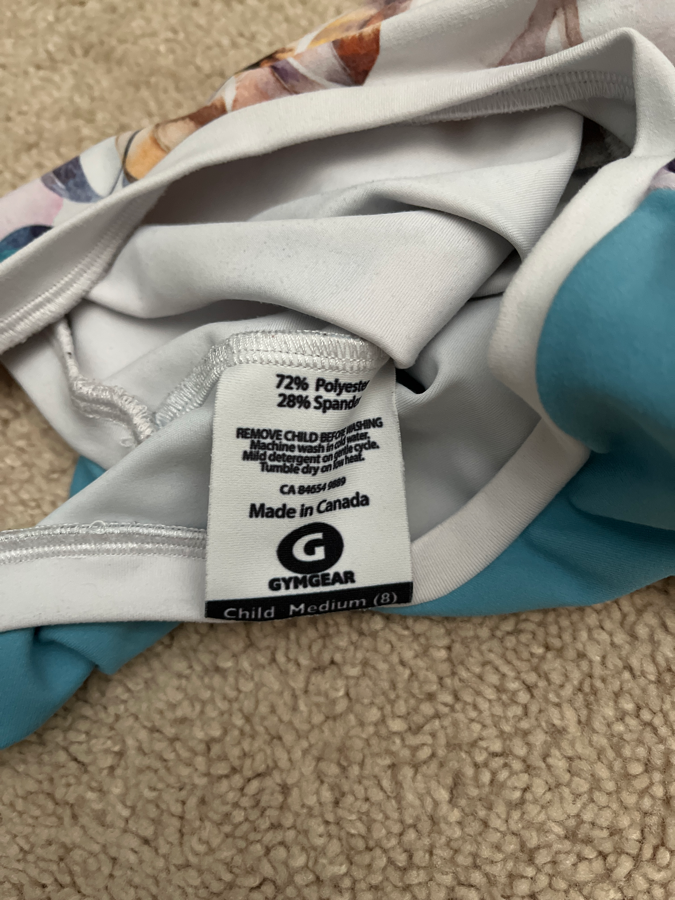 72% Polyester
28% Spandex
REMOVE CHILD BEFORE WASHING
Machine wash in cold water.
Mild detergent on gentle cycle.
Tumble dry on low heat.
CA 84654 9889
Made in Canada
G
GYMGEAR
Child Medium (8)